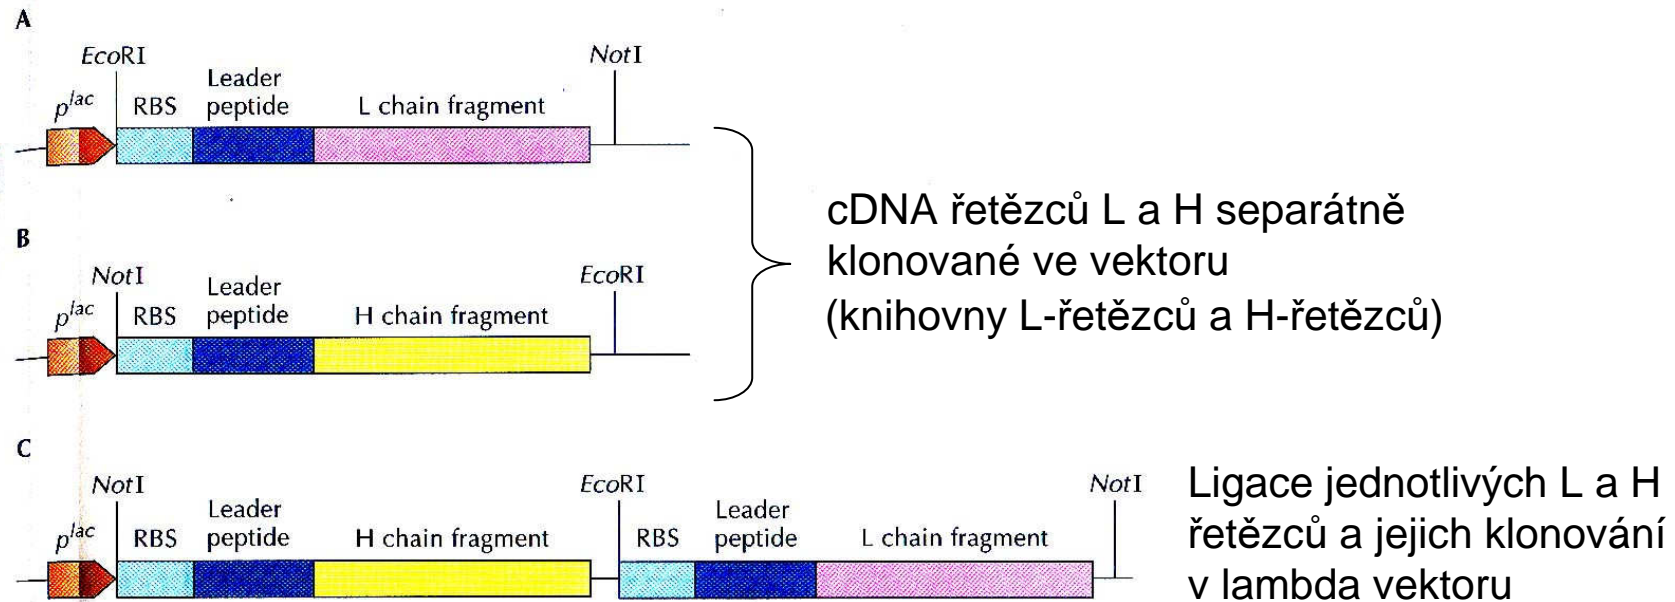 A
EcoRI
NotI
p^lac
RBS
Leader
peptide
L chain fragment
cDNA řetězců L a H separátně
klonované ve vektoru
(knihovny L-řetězců a H-řetězců)
B
NotI
EcoRI
p^lac
RBS
Leader
peptide
H chain fragment
C
NotI
EcoRI
NotI
p^lac
RBS
Leader
peptide
H chain fragment
RBS
Leader
peptide
L chain fragment
Ligace jednotlivých L a H
řetězců a jejich klonování
v lambda vektoru